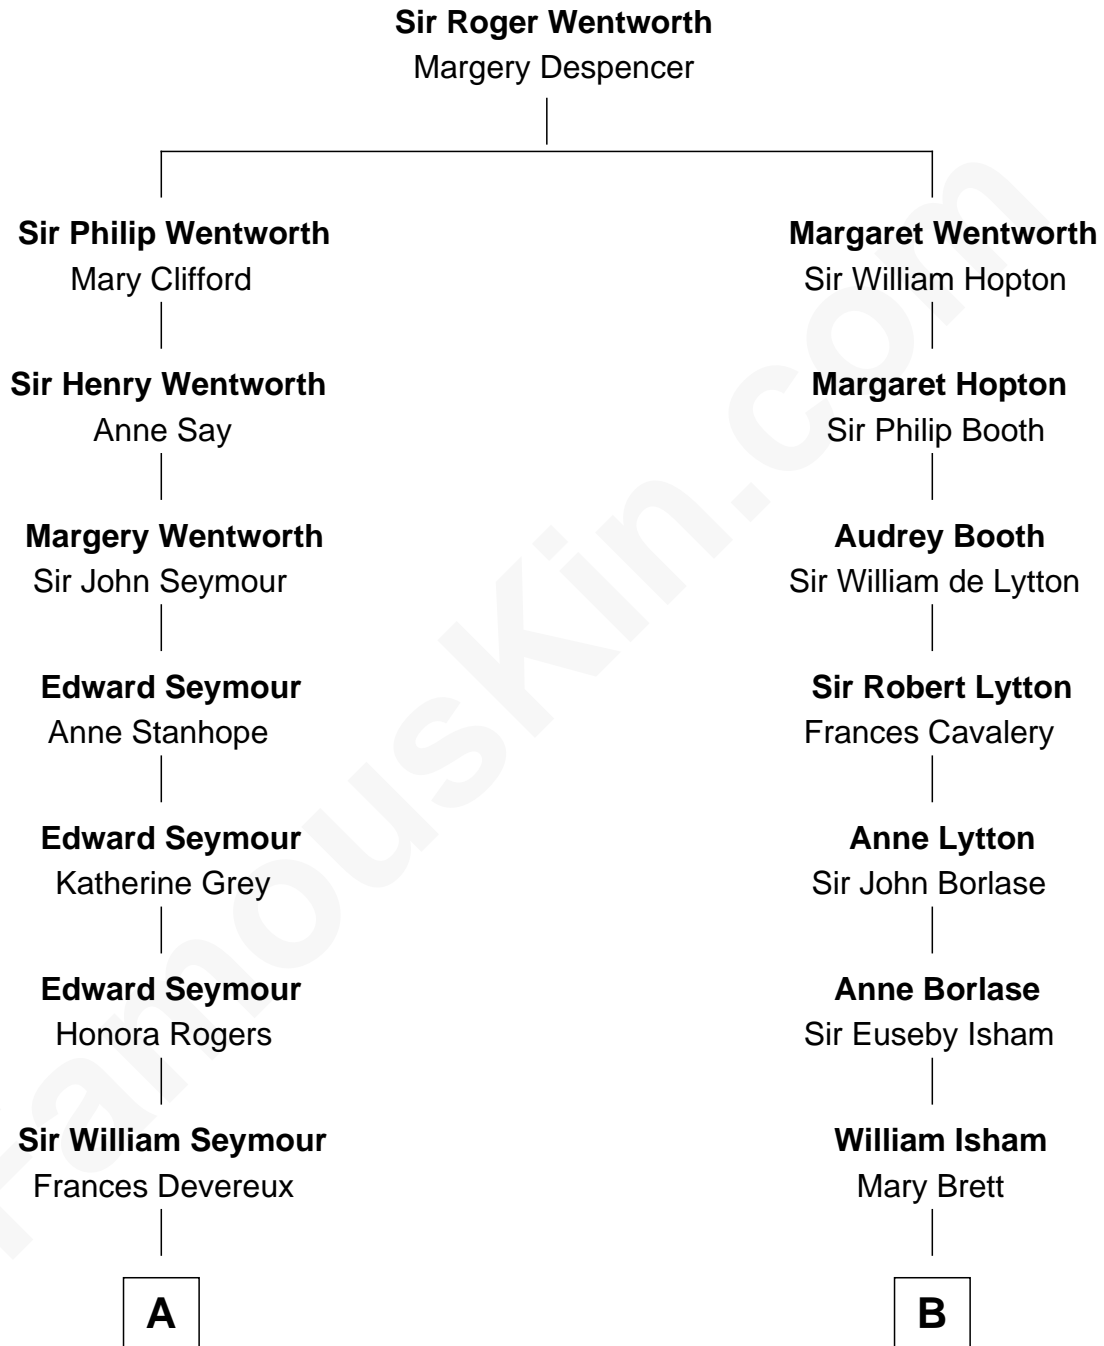 Sir Roger Wentworth
Margery Despencer
Sir Philip Wentworth
Mary Clifford
Margaret Wentworth
Sir William Hopton
Sir Henry Wentworth
Anne Say
Margaret Hopton
Sir Philip Booth
Margery Wentworth
Sir John Seymour
Audrey Booth
Sir William de Lytton
Edward Seymour
Anne Stanhope
Sir Robert Lytton
Frances Cavalery
Edward Seymour
Katherine Grey
Anne Lytton
Sir John Borlase
Edward Seymour
Honora Rogers
Anne Borlase
Sir Euseby Isham
Sir William Seymour
Frances Devereux
William Isham
Mary Brett
A
B
FamousKin.com